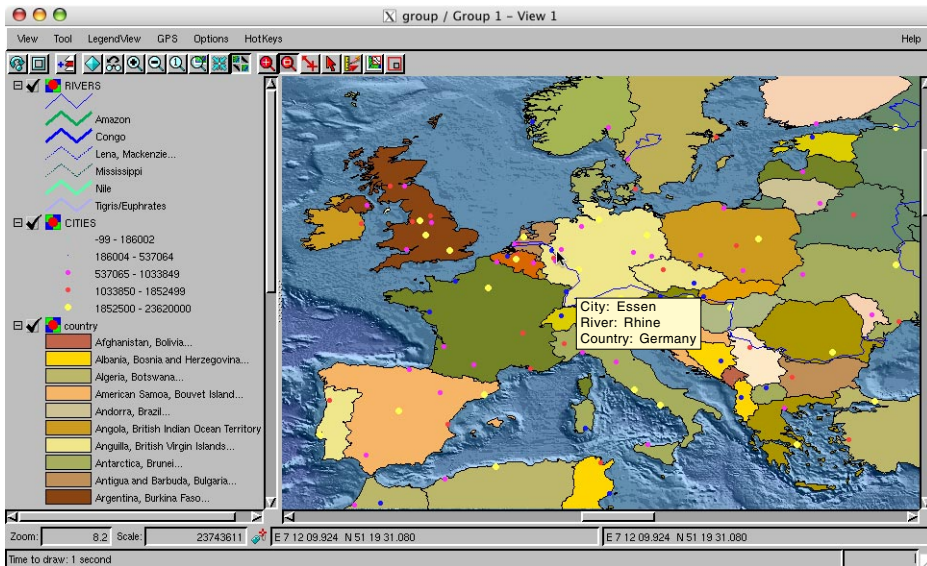 X group / Group 1 - View 1
View Tool LegendView GPS Options HotKeys Help
RIVERS
Amazon
Congo
Lena, Mackenzie...
Mississippi
Nile
Tigris/Euphrates
CITIES
-99 - 186002
186004 - 537064
537065 - 1033849
1033850 - 1852499
1852500 - 23620000
country
Afghanistan, Bolivia...
Albania, Bosnia and Herzegovina...
Algeria, Botswana...
American Samoa, Bouvet Island...
Andorra, Brazil...
Angola, British Indian Ocean Territory
Anguilla, British Virgin Islands...
Antarctica, Brunei...
Antigua and Barbuda, Bulgaria...
Argentina, Burkina Faso...
City: Essen
River: Rhine
Country: Germany
Zoom: 8.2 Scale: 23743611 E 7 12 09.924 N 51 19 31.080 E 7 12 09.924 N 51 19 31.080
Time to draw: 1 second